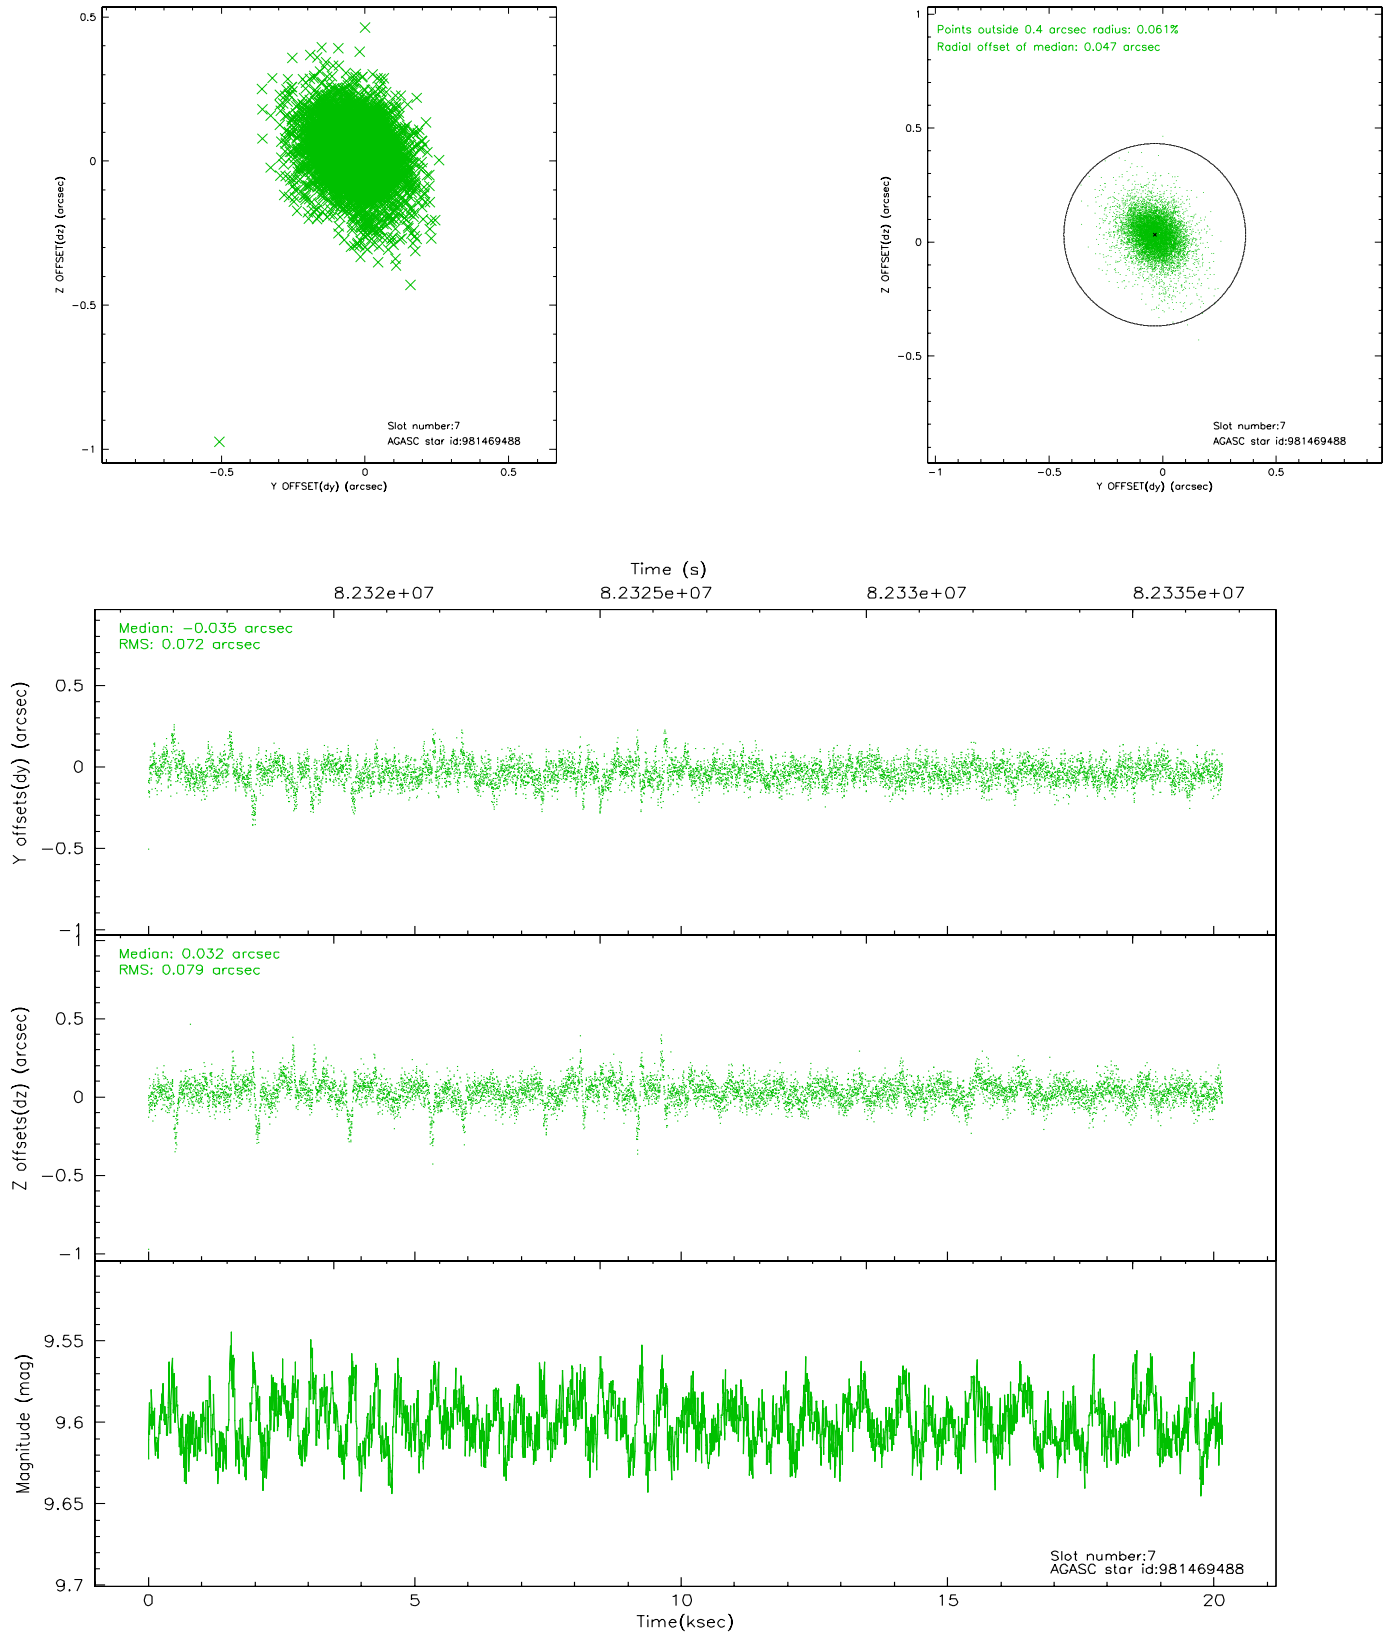 0.5
0
−0.5
−1
Z OFFSET(dz) (arcsec)
Slot number:7
AGASC star id:981469488
−0.5 0 0.5
Y OFFSET(dy) (arcsec)
1
0.5
0
−0.5
Z OFFSET(dz) (arcsec)
Points outside 0.4 arcsec radius: 0.061%
Radial offset of median: 0.047 arcsec
Slot number:7
AGASC star id:981469488
−1 −0.5 0 0.5
Y OFFSET(dy) (arcsec)
Time (s)
8.232e+07 8.2325e+07 8.233e+07 8.2335e+07
Median: −0.035 arcsec
RMS: 0.072 arcsec
0.5
0
−0.5
−1
Y offsets(dy) (arcsec)
Median: 0.032 arcsec
RMS: 0.079 arcsec
1
0.5
0
−0.5
−1
Z offsets(dz) (arcsec)
9.55
9.6
9.65
9.7
Magnitude (mag)
Slot number:7
AGASC star id:981469488
0 5 10 15 20
Time(ksec)